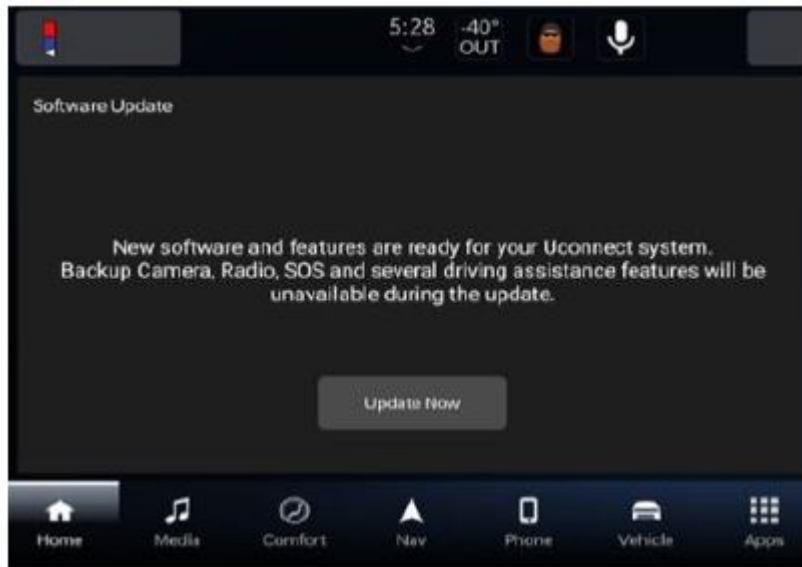 5:28
-40°
OUT
Software Update
New software and features are ready for your Uconnect system.
Backup Camera, Radio, SOS and several driving assistance features will be
unavailable during the update.
Update Now
Home Media Comfort Nav Phone Vehicle Apps